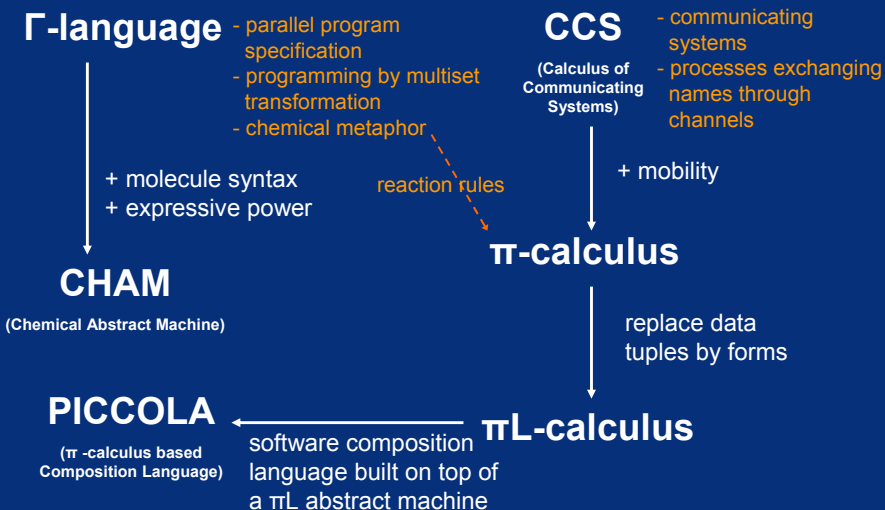 Γ-language
- parallel program
specification
- programming by multiset
transformation
- chemical metaphor
CCS
(Calculus of
Communicating
Systems)
- communicating
systems
- processes exchanging
names through
channels
+ molecule syntax
+ expressive power
reaction rules
+ mobility
π-calculus
CHAM
(Chemical Abstract Machine)
replace data
tuples by forms
PICCOLA
(π -calculus based
Composition Language)
software composition
language built on top of
a πL abstract machine
πL-calculus